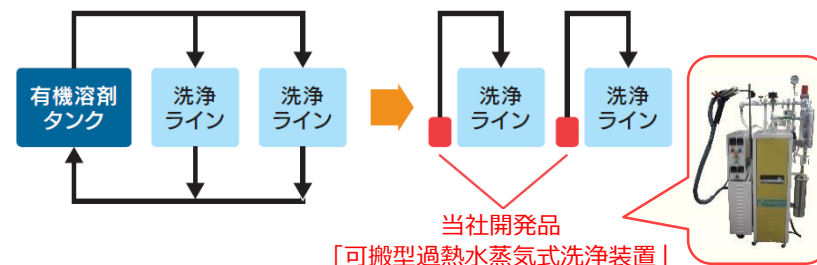 有機溶剤
タンク
洗浄
ライン
洗浄
ライン
洗浄
ライン
洗浄
ライン
当社開発品
「可搬型過熱水蒸気式洗浄装置」